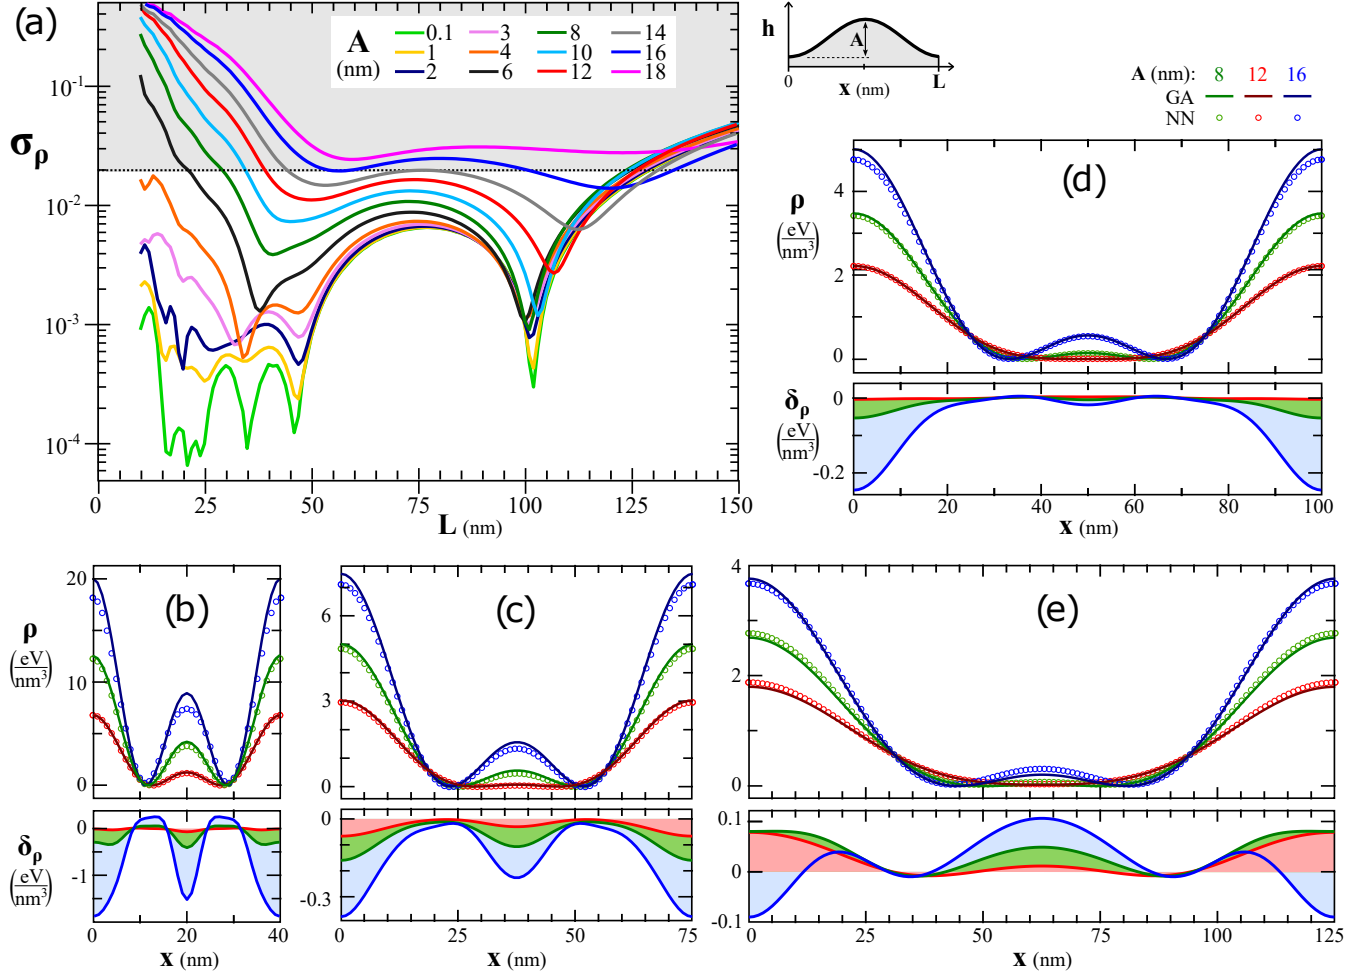 (a)
A
(nm)
0.1 3 8 14
1 4 10 16
2 6 12 18
σρ
10⁻¹
10⁻²
10⁻³
10⁻⁴
0 25 50 75 100 125 150
L (nm)
h
A
0 L
x (nm)
A (nm): 8 12 16
GA
NN
(d)
ρ
(eV/nm³)
4
2
0
δρ
(eV/nm³)
0
-0.2
0 20 40 60 80 100
x (nm)
(b)
ρ
(eV/nm³)
20
10
0
δρ
(eV/nm³)
0
-1
0 20 40
x (nm)
(c)
6
3
0
0
-0.3
0 25 50 75
x (nm)
(e)
4
2
0
0.1
0
-0.1
0 25 50 75 100 125
x (nm)